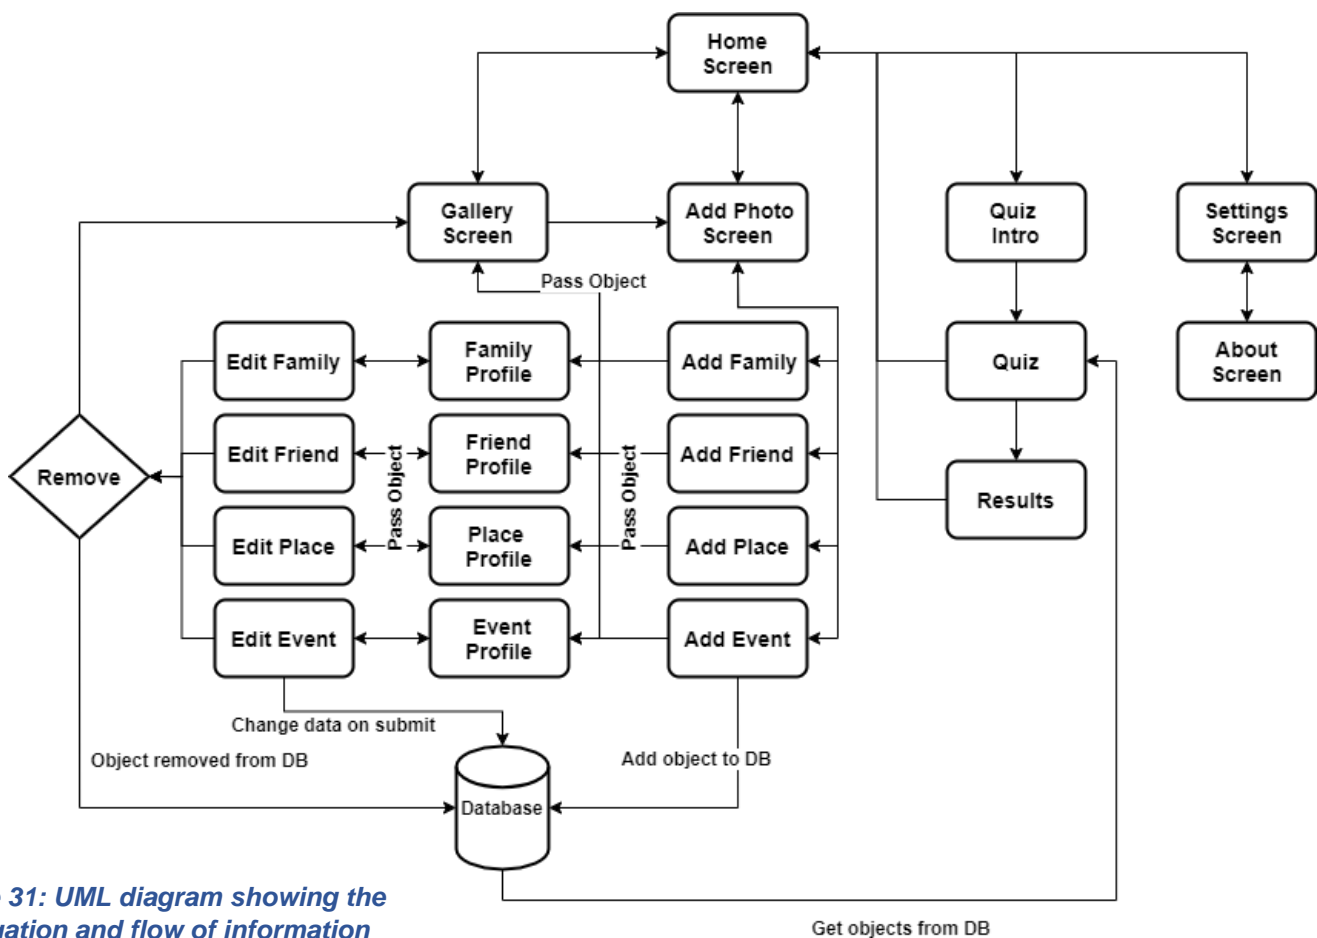 Home
Screen
Gallery
Screen
Add Photo
Screen
Quiz
Intro
Settings
Screen
Pass Object
Edit Family
Family
Profile
Add Family
Quiz
About
Screen
Remove
Edit Friend
Pass Object
Friend
Profile
Pass Object
Add Friend
Results
Edit Place
Place
Profile
Add Place
Edit Event
Event
Profile
Add Event
Change data on submit
Object removed from DB
Add object to DB
Database
31: UML diagram showing the
and flow of information
Get objects from DB